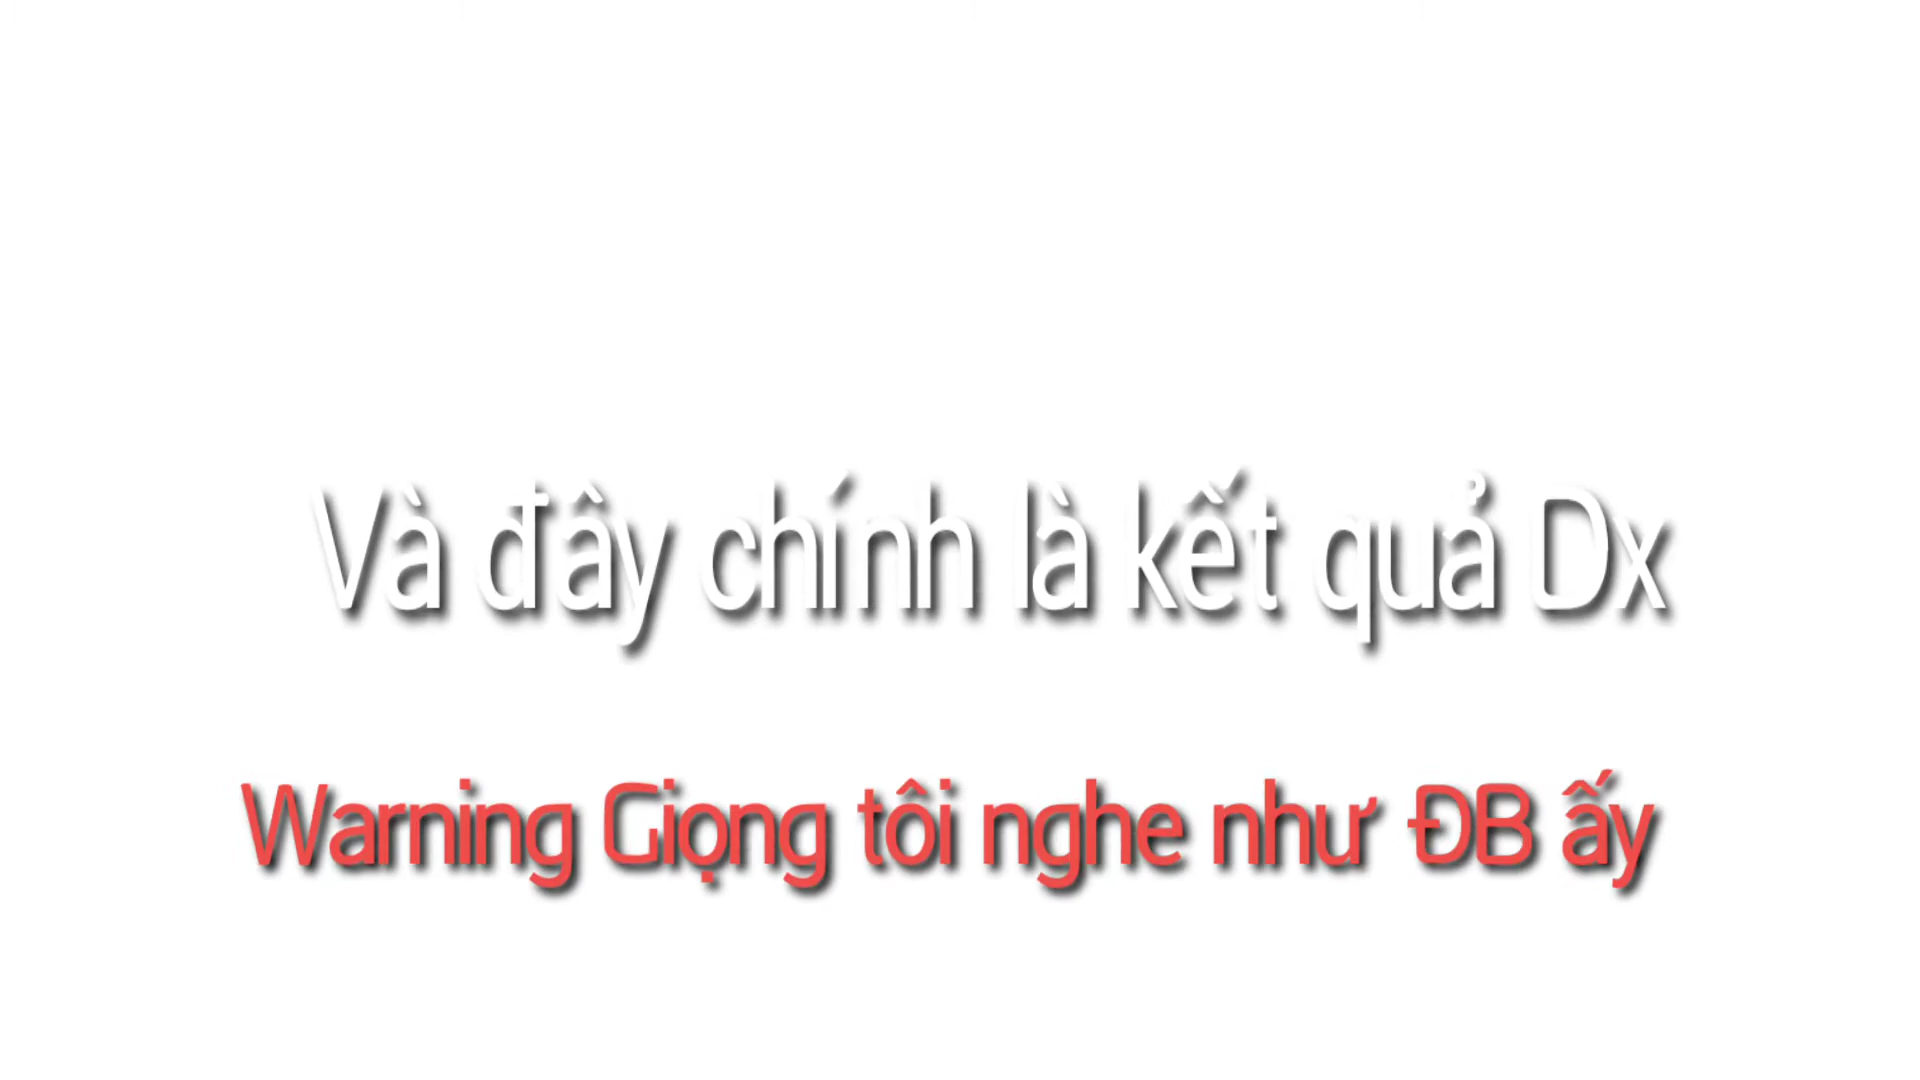 Và đây chính là kết quả Dx
Warning Giọng tôi nghe như ĐB ấy